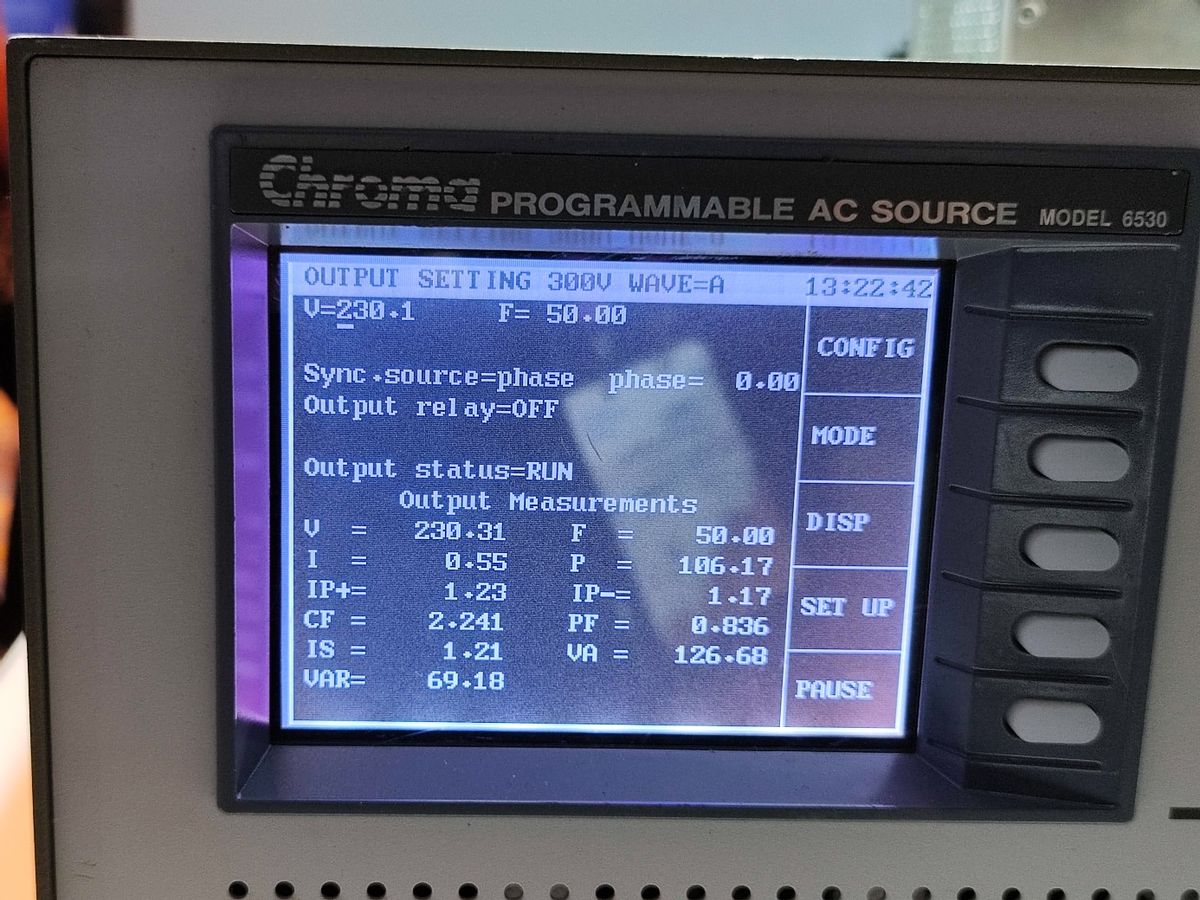 Chroma PROGRAMMABLE AC SOURCE MODEL 6530
OUTPUT SETTING 300V WAVE=A 13:22:42
V=230.1 F= 50.00
CONFIG
Sync.source=phase phase= 0.00
Output relay=OFF
MODE
Output status=RUN
Output Measurements
DISP
V = 230.31 F = 50.00
I = 0.55 P = 106.17
IP+= 1.23 IP-= 1.17
SET UP
CF = 2.241 PF = 0.836
IS = 1.21 VA = 126.68
VAR= 69.18
PAUSE